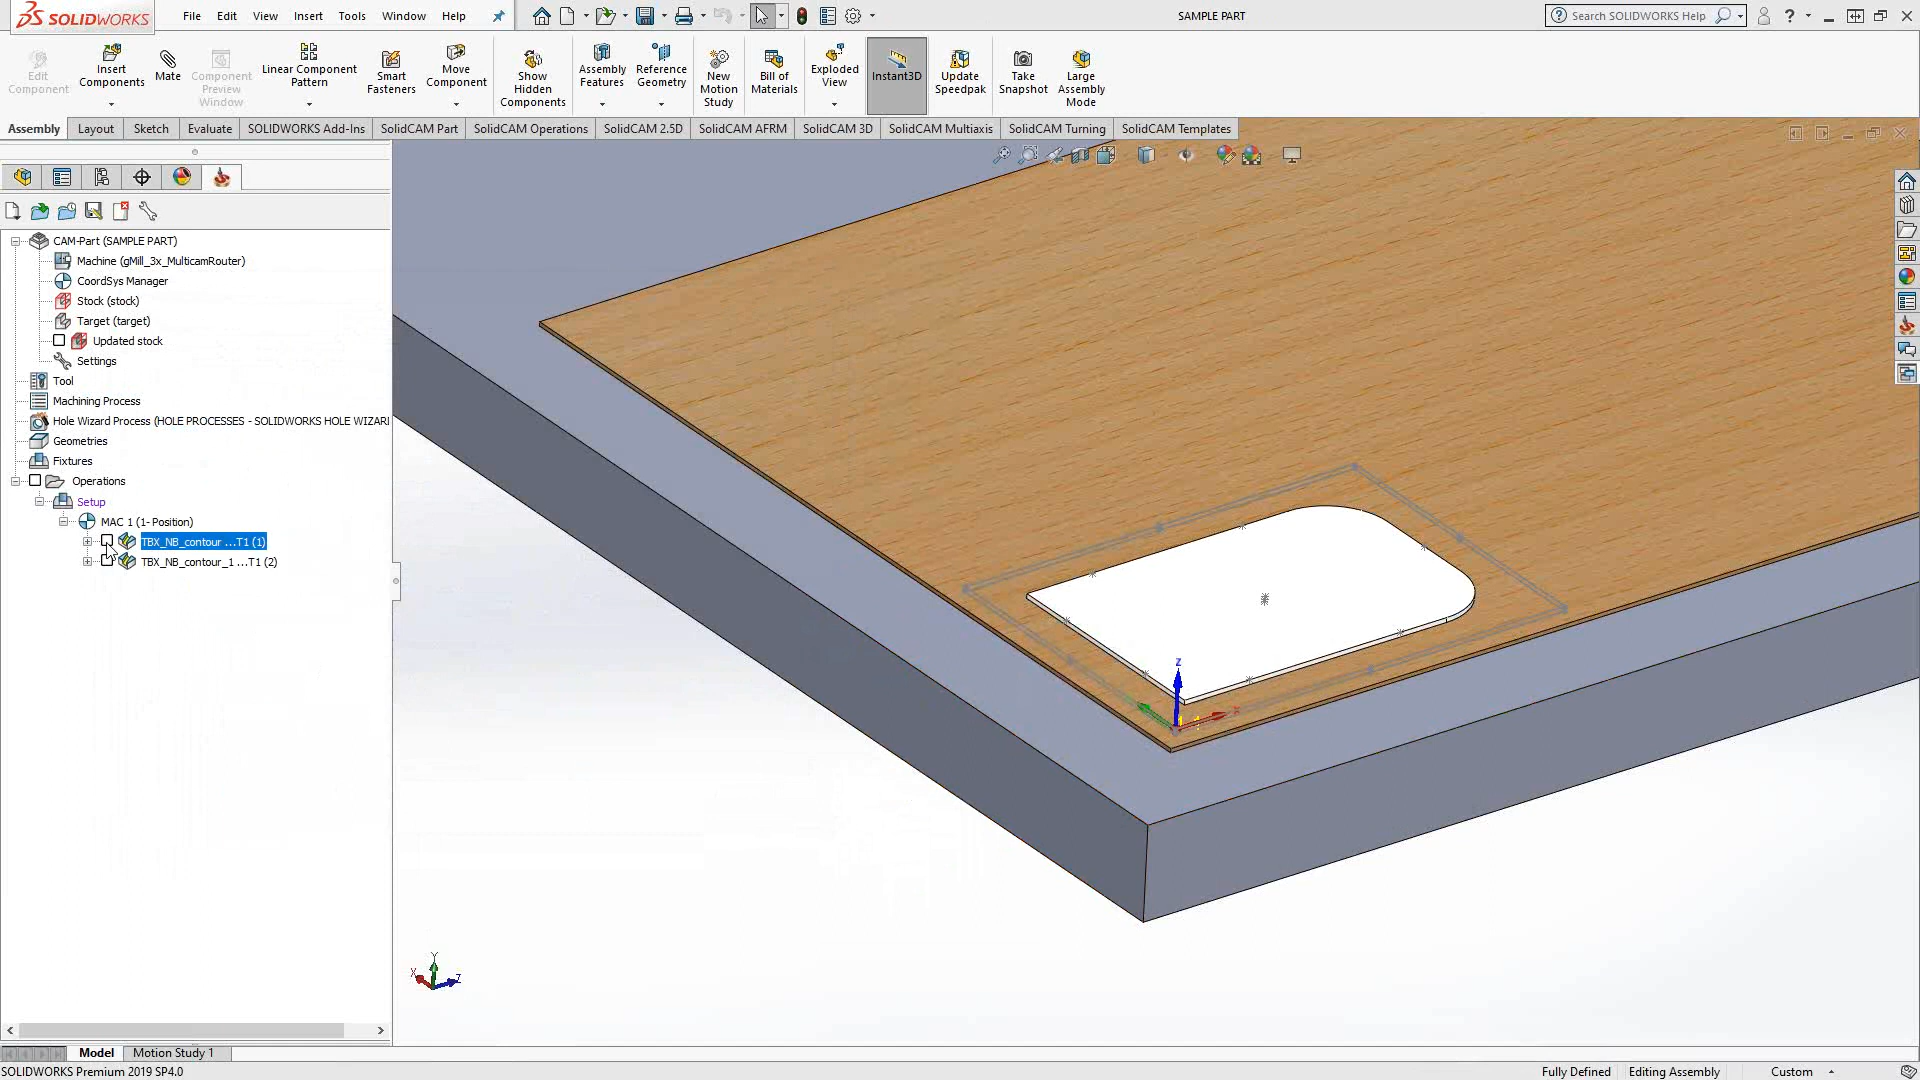 SOLIDWORKS
File Edit View Insert Tools Window Help
SAMPLE PART
Search SOLIDWORKS Help
Edit Component
Insert Components
Mate
Component Preview Window
Linear Component Pattern
Smart Fasteners
Move Component
Show Hidden Components
Assembly Features
Reference Geometry
New Motion Study
Bill of Materials
Exploded View
Instant3D
Update Speedpak
Take Snapshot
Large Assembly Mode
Assembly Layout Sketch Evaluate SOLIDWORKS Add-Ins SolidCAM Part SolidCAM Operations SolidCAM 2.5D SolidCAM AFRM SolidCAM 3D SolidCAM Multiaxis SolidCAM Turning SolidCAM Templates
CAM-Part (SAMPLE PART)
Machine (gMill_3x_MulticamRouter)
CoordSys Manager
Stock (stock)
Target (target)
Updated stock
Settings
Tool
Machining Process
Hole Wizard Process (HOLE PROCESSES - SOLIDWORKS HOLE WIZARI
Geometries
Fixtures
Operations
Setup
MAC 1 (1- Position)
TBX_NB_contour ...T1 (1)
TBX_NB_contour_1 ...T1 (2)
Z
X
Y
X
Z
Model Motion Study 1
SOLIDWORKS Premium 2019 SP4.0
Fully Defined Editing Assembly Custom